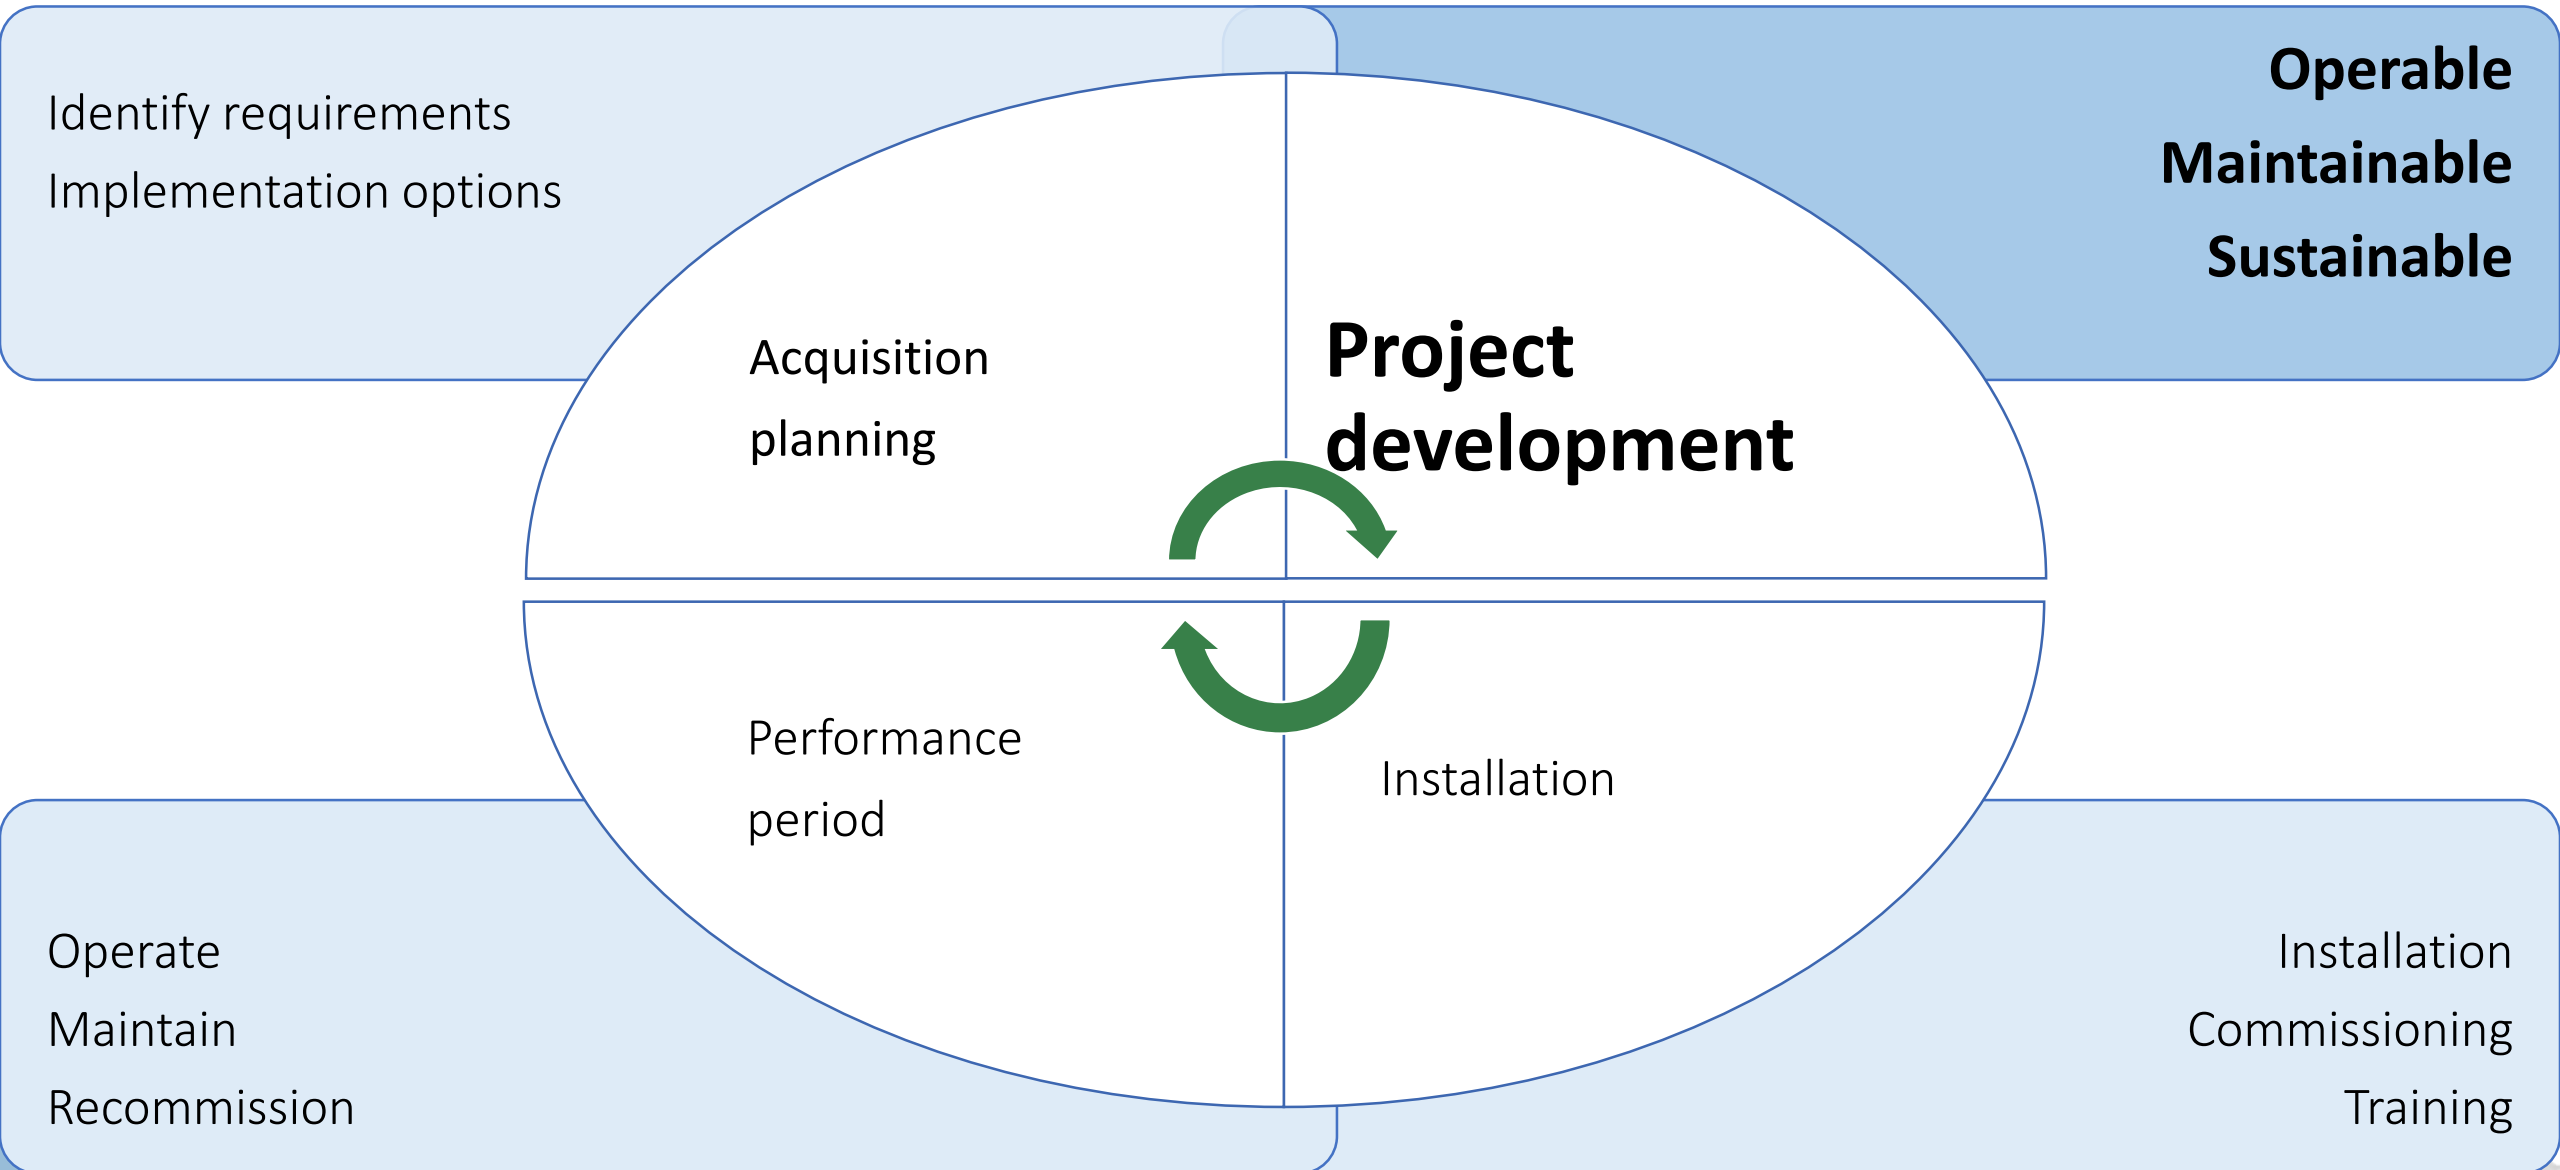 Identify requirements
Implementation options
Operable
Maintainable
Sustainable
Acquisition
planning
Project
development
Performance
period
Installation
Operate
Maintain
Recommission
Installation
Commissioning
Training